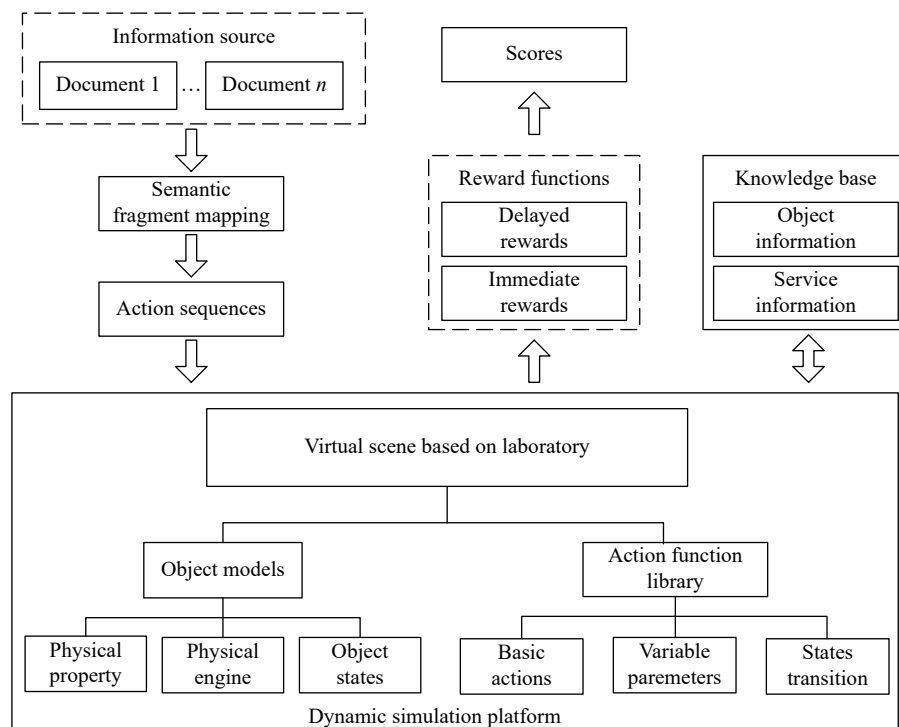 Information source
Document 1
…
Document n
Semantic
fragment mapping
Action sequences
Scores
Reward functions
Delayed
rewards
Immediate
rewards
Knowledge base
Object
information
Service
information
Virtual scene based on laboratory
Object models
Action function
library
Physical
property
Physical
engine
Object
states
Basic
actions
Variable
paremeters
States
transition
Dynamic simulation platform